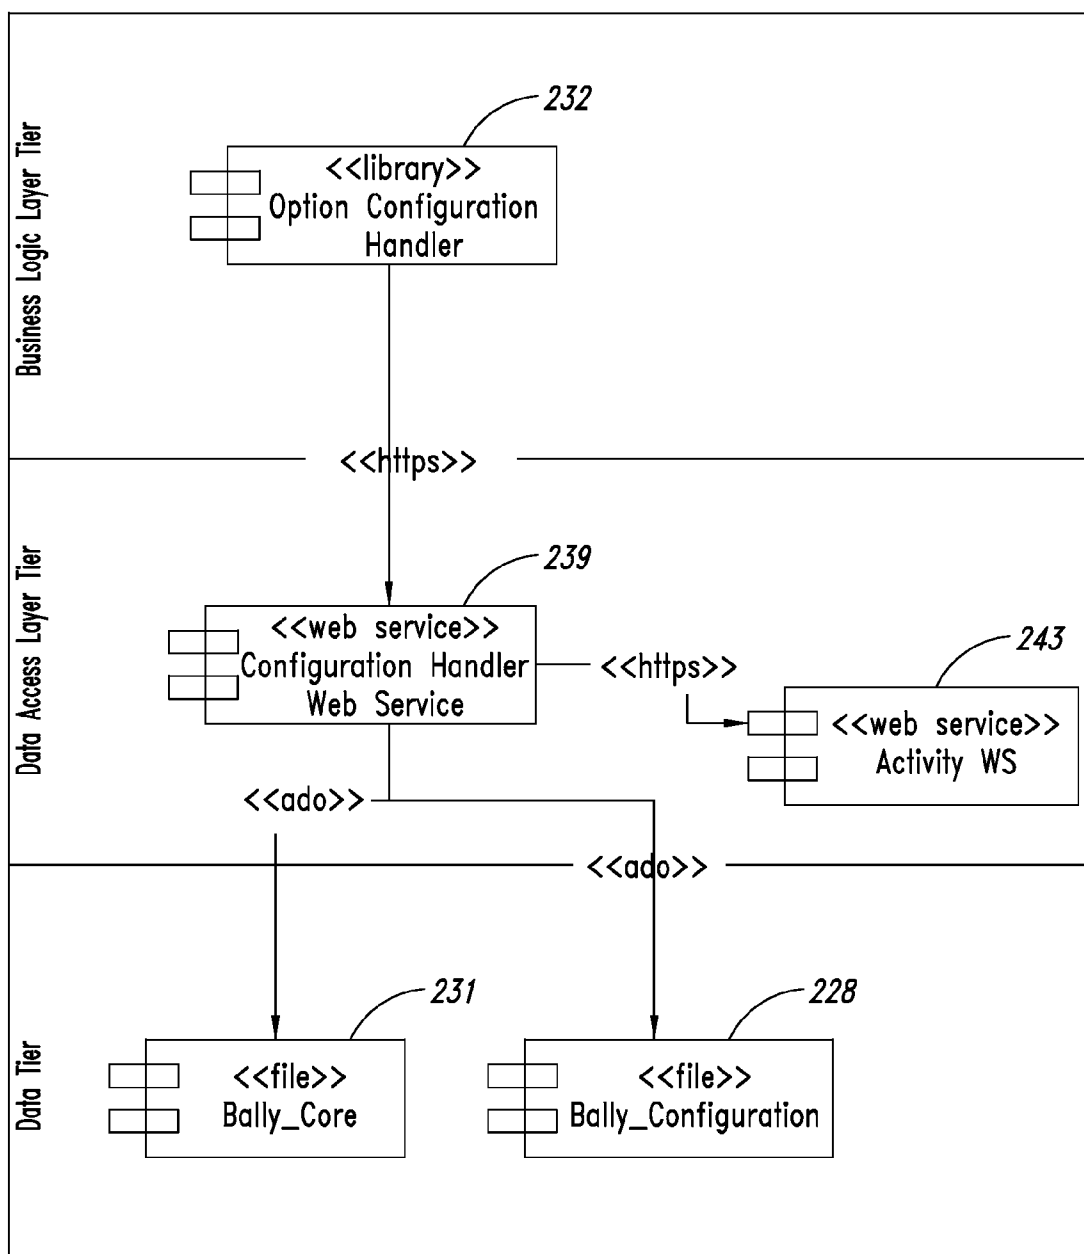 Business Logic Layer Tier
232
<<library>>
Option Configuration
Handler
<<https>>
Data Access Layer Tier
239
<<web service>>
Configuration Handler
Web Service
<<https>>
243
<<web service>>
Activity WS
<<ado>>
<<ado>>
Data Tier
231
<<file>>
Bally_Core
228
<<file>>
Bally_Configuration